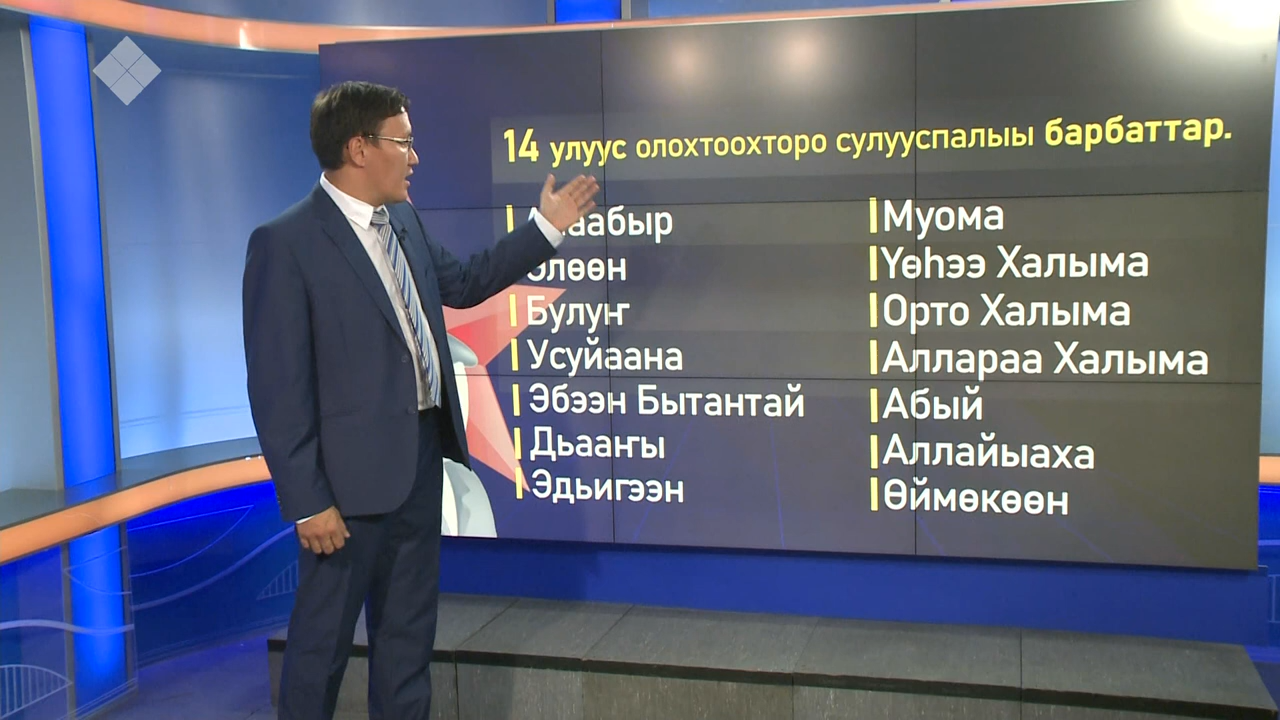 14 улуус олохтоохторо сулууспалыы барбаттар.
Булуҥ
Усуйаана
Эбээн Бытантай
Дьааҥы
Эдьигээн
Муома
Үөһээ Халыма
Орто Халыма
Аллараа Халыма
Абый
Аллайыаха
Өймөкөөн